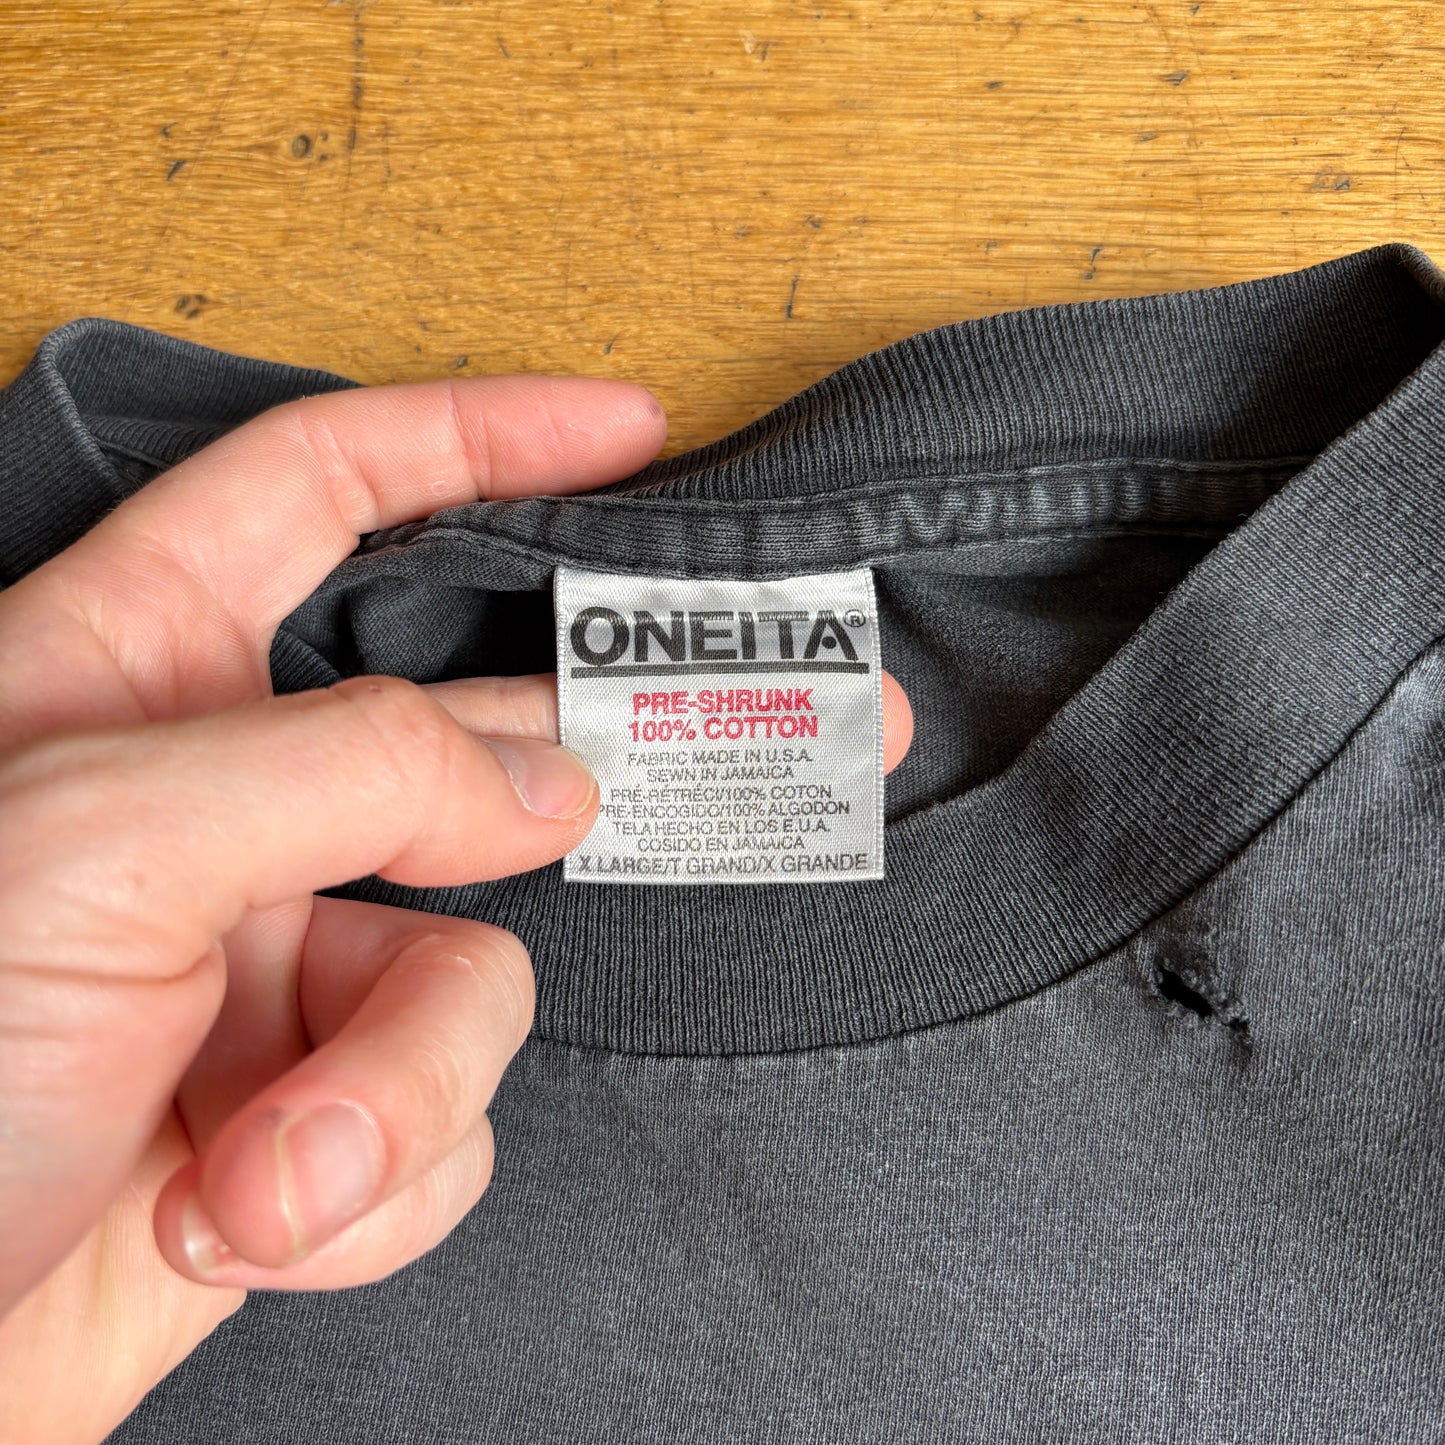 ONEITA®
PRE-SHRUNK
100% COTTON
FABRIC MADE IN U.S.A.
SEWN IN JAMAICA
PRÉ-RÉTRÉCI/100% COTON
PRE-ENCOGIDO/100% ALGODON
TELA HECHO EN LOS E.U.A.
COSIDO EN JAMAICA
X LARGE/T GRAND/X GRANDE